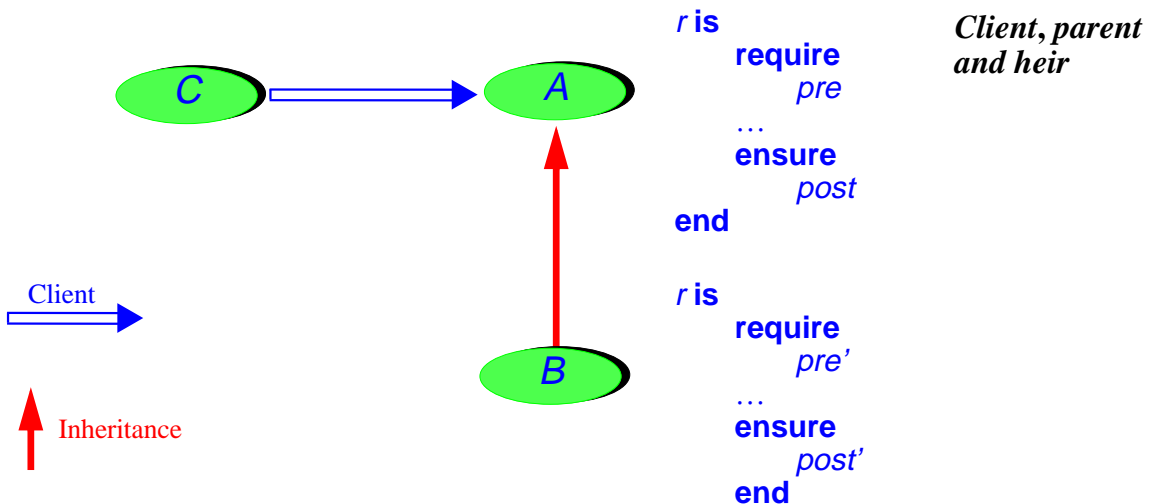 C
A
r is
require
pre
…
ensure
post
end
Client, parent
and heir
Client
Inheritance
B
r is
require
pre’
…
ensure
post’
end